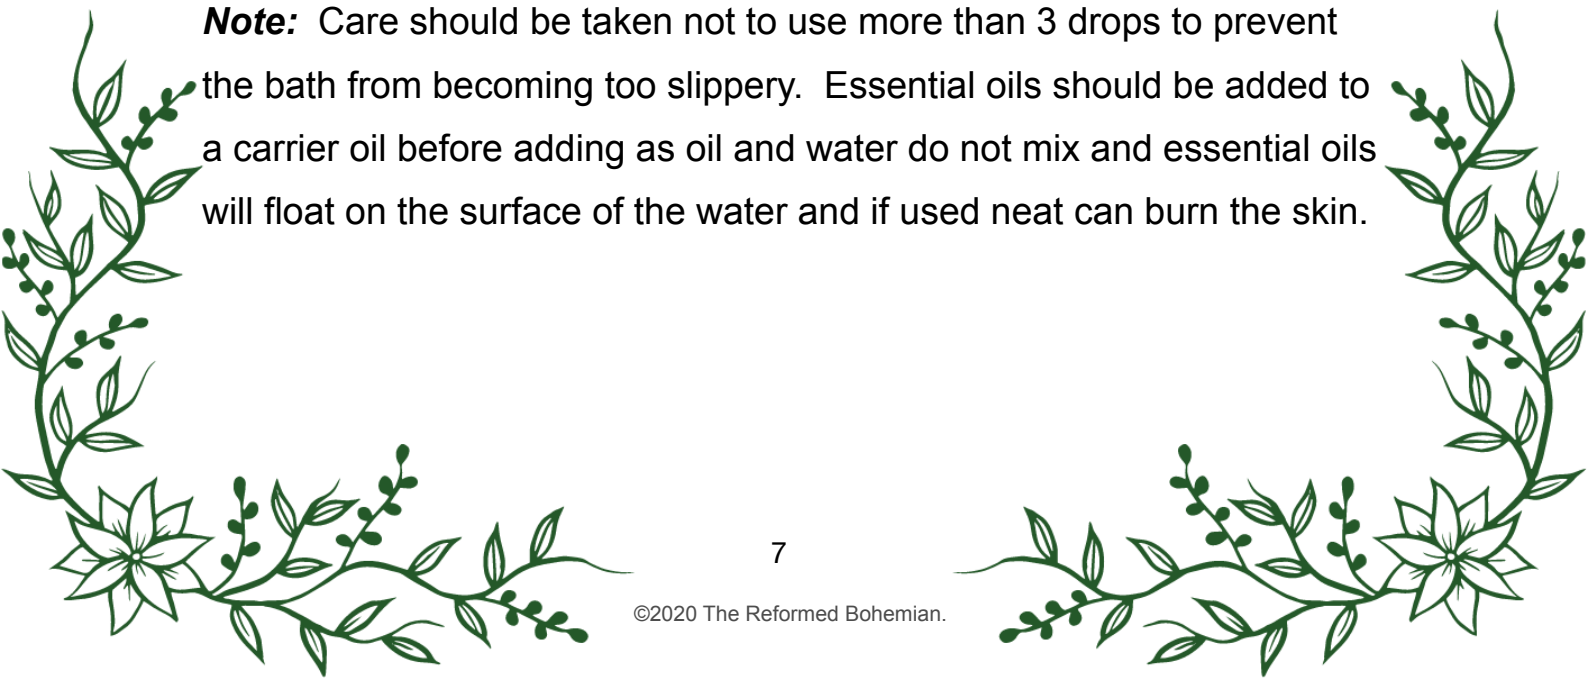 Note:  Care should be taken not to use more than 3 drops to prevent
the bath from becoming too slippery.  Essential oils should be added to
a carrier oil before adding as oil and water do not mix and essential oils
will float on the surface of the water and if used neat can burn the skin.
7
©2020 The Reformed Bohemian.